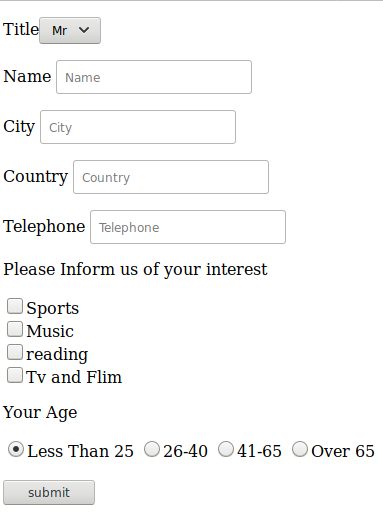 Title Mr
Name Name
City City
Country Country
Telephone Telephone
Please Inform us of your interest
Sports
Music
reading
Tv and Flim
Your Age
Less Than 25 26-40 41-65 Over 65
submit